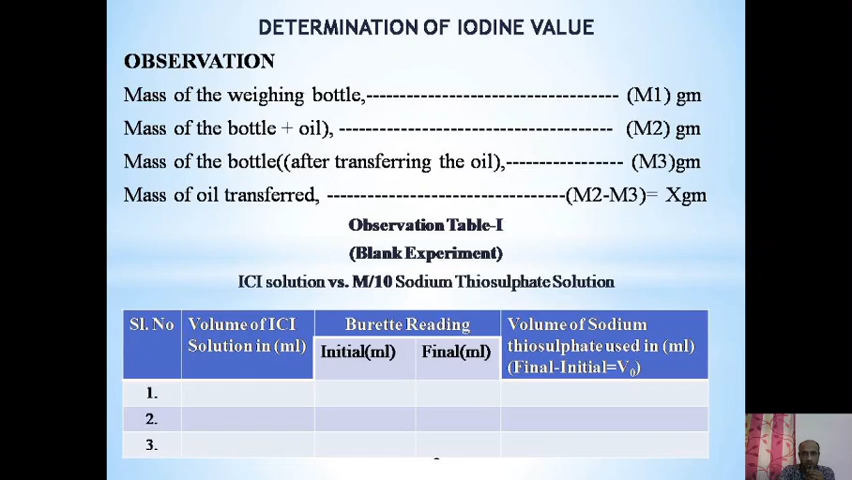 DETERMINATION OF IODINE VALUE
OBSERVATION
Mass of the weighing bottle,-------------------------------------- (M1) gm
Mass of the bottle + oil), ----------------------------------------- (M2) gm
Mass of the bottle((after transferring the oil),------------------ (M3)gm
Mass of oil transferred, ------------------------------------(M2-M3)= Xgm
Observation Table-I
(Blank Experiment)
ICI solution vs. M/10 Sodium Thiosulphate Solution
Sl. No Volume of ICI Solution in (ml) Burette Reading Volume of Sodium thiosulphate used in (ml) (Final-Initial=V₀)
Initial(ml) Final(ml)
1.
2.
3.